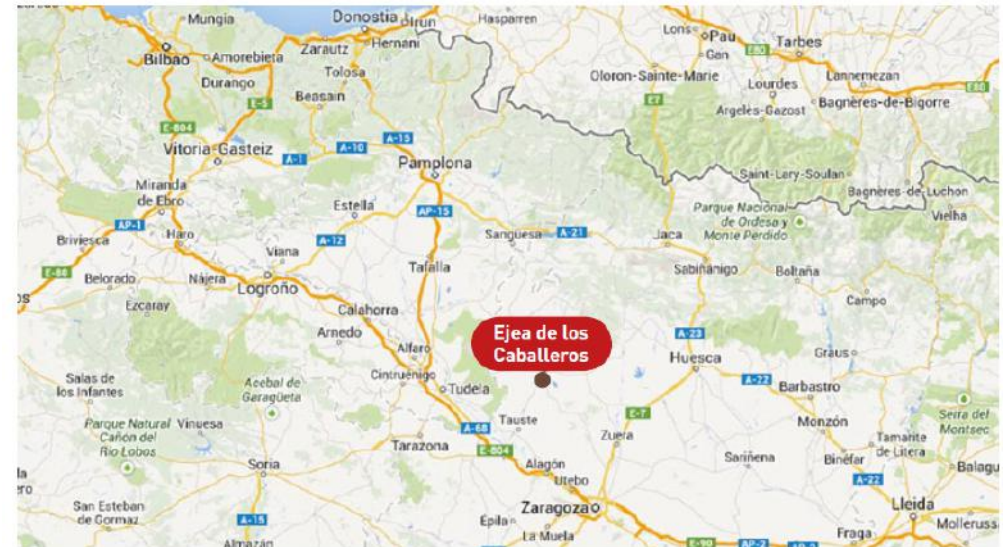 Mungia
Donostia
Irun
Hasparren
Lons
Pau
E80
Tarbes
Bilbao
Amorebieta
Zarautz
Hernani
Gan
Durango
Tolosa
Oloron-Sainte-Marie
Lourdes
Lannemezan
E80
E-5
Beasain
E7
Argelès-Gazost
Bagnères-de-Bigorre
E-804
A-15
Vitoria-Gasteiz
A-1
A-10
Pamplona
Saint-Lary-Soulan
Miranda
de Ebro
Bagnères-de-Luchon
Estella
AP-15
Parque Nacional
de Ordesa y
Monte Perdido
Vielha
AP-1
Haro
Briviesca
A-12
Sangüesa
A-21
Jaca
Viana
Tafalla
Sabiñánigo
Boltaña
E-80
Belorado
Nájera
Logroño
Campo
Ezcaray
Calahorra
Arnedo
Ejea de los
Caballeros
A-23
Alfaro
Huesca
Graus
Salas de
los Infantes
Acebal de
Garagüeta
Cintruénigo
Tudela
A-22
Barbastro
Parque Natural
Cañón del
Río Lobos
Vinuesa
Tauste
E-7
Monzón
Serra del
Montsec
A-68
Tarazona
E-804
Zuera
Tamarite
de Litera
Soria
Alagón
Sariñena
Binéfar
Balagu
Utebo
A-22
San Esteban
de Gormaz
Zaragoza
Lleida
A-15
Épila
La Muela
Mollerussa
Almazán
E-90
AP-2
AP-2
Fraga